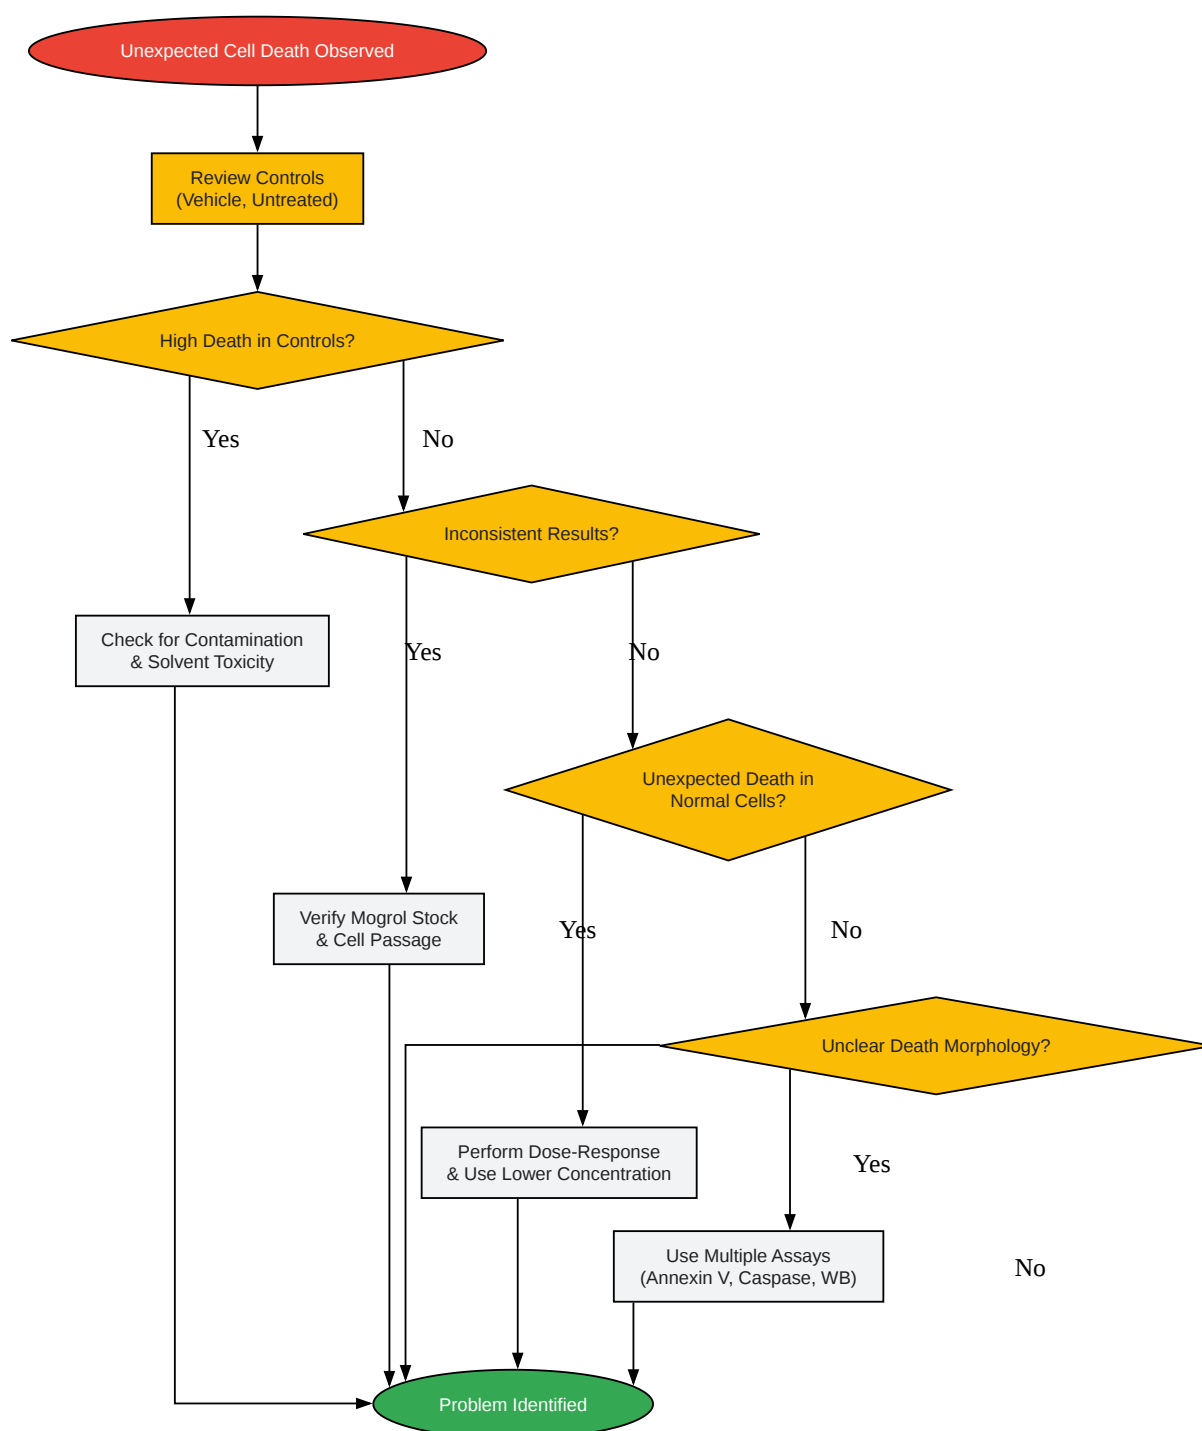 Unexpected Cell Death Observed
Review Controls
(Vehicle, Untreated)
High Death in Controls?
Yes
No
Inconsistent Results?
Check for Contamination
& Solvent Toxicity
Yes
No
Unexpected Death in
Normal Cells?
Verify Mogrol Stock
& Cell Passage
Yes
No
Unclear Death Morphology?
Perform Dose-Response
& Use Lower Concentration
Yes
Use Multiple Assays
(Annexin V, Caspase, WB)
No
Problem Identified